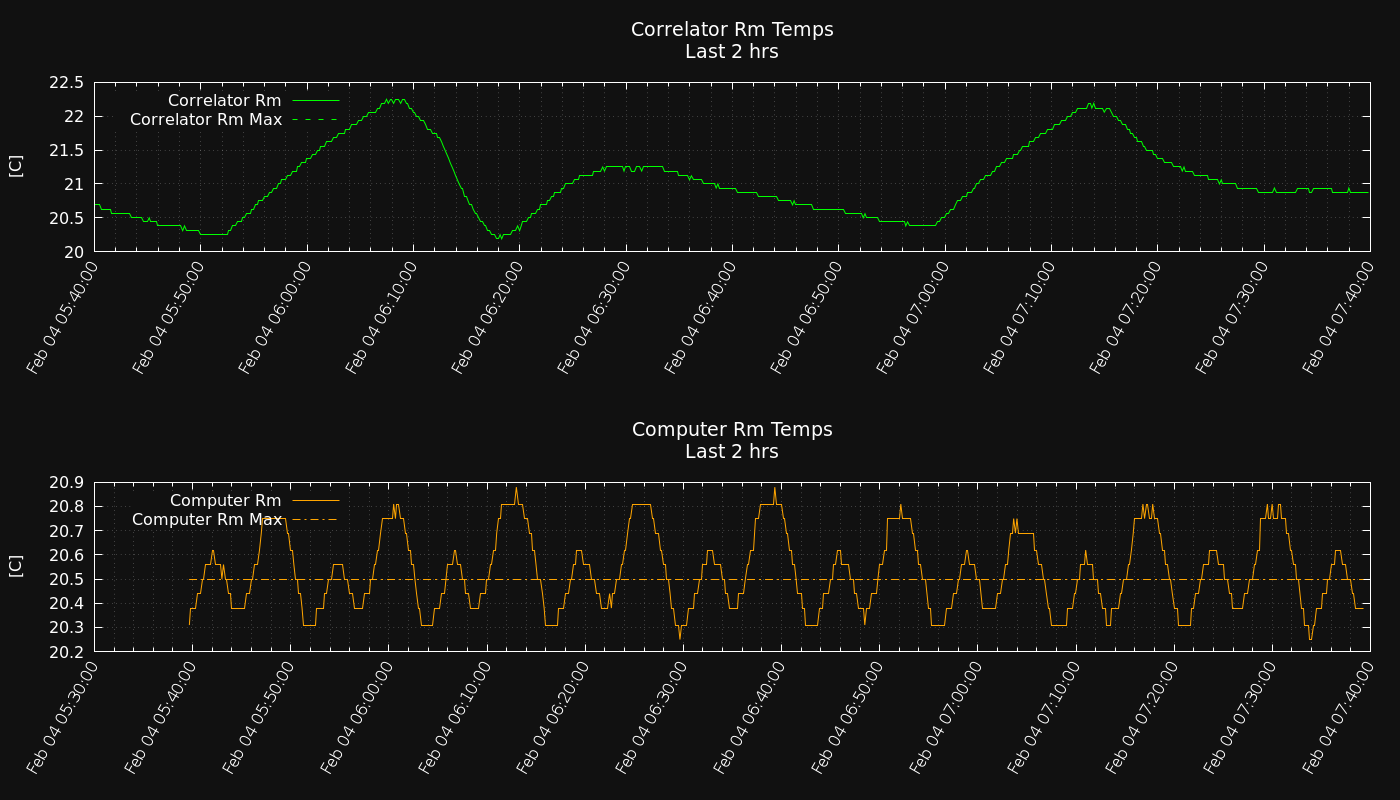 Correlator Rm Temps
Last 2 hrs
22.5
22
21.5
21
20.5
20
[C]
Correlator Rm
Correlator Rm Max
Feb 04 05:40:00
Feb 04 05:50:00
Feb 04 06:00:00
Feb 04 06:10:00
Feb 04 06:20:00
Feb 04 06:30:00
Feb 04 06:40:00
Feb 04 06:50:00
Feb 04 07:00:00
Feb 04 07:10:00
Feb 04 07:20:00
Feb 04 07:30:00
Feb 04 07:40:00
Computer Rm Temps
Last 2 hrs
20.9
20.8
20.7
20.6
20.5
20.4
20.3
20.2
[C]
Computer Rm
Computer Rm Max
Feb 04 05:30:00
Feb 04 05:40:00
Feb 04 05:50:00
Feb 04 06:00:00
Feb 04 06:10:00
Feb 04 06:20:00
Feb 04 06:30:00
Feb 04 06:40:00
Feb 04 06:50:00
Feb 04 07:00:00
Feb 04 07:10:00
Feb 04 07:20:00
Feb 04 07:30:00
Feb 04 07:40:00